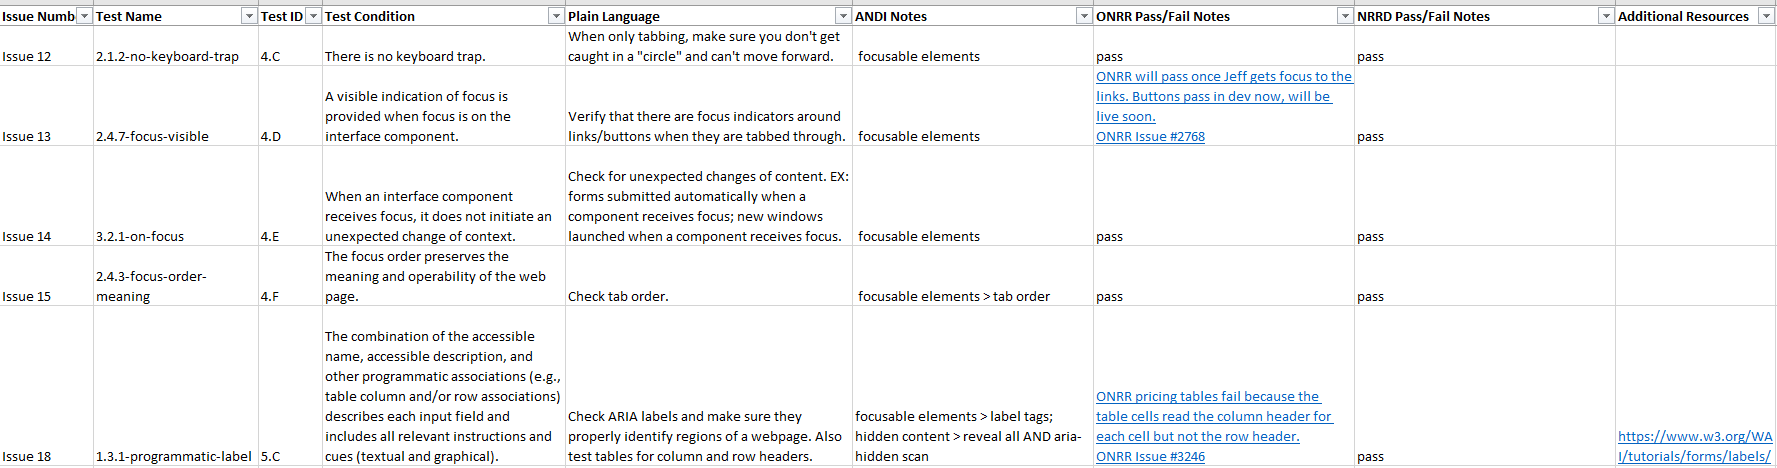 Issue Numb Test Name Test ID Test Condition Plain Language ANDI Notes ONRR Pass/Fail Notes NRRD Pass/Fail Notes Additional Resources
When only tabbing, make sure you don't get
Issue 12 2.1.2-no-keyboard-trap 4.C There is no keyboard trap. caught in a "circle" and can't move forward. focusable elements pass pass
ONRR will pass once Jeff gets focus to the
A visible indication of focus is links. Buttons pass in dev now, will be
provided when focus is on the Verify that there are focus indicators around live soon.
Issue 13 2.4.7-focus-visible 4.D interface component. links/buttons when they are tabbed through. focusable elements ONRR Issue #2768 pass
Check for unexpected changes of content. EX:
When an interface component forms submitted automatically when a
receives focus, it does not initiate an component receives focus; new windows
Issue 14 3.2.1-on-focus 4.E unexpected change of context. launched when a component receives focus. focusable elements pass pass
The focus order preserves the
2.4.3-focus-order- meaning and operability of the web
Issue 15 meaning 4.F page. Check tab order. focusable elements > tab order pass pass
The combination of the accessible
name, accessible description, and
other programmatic associations (e.g.,
table column and/or row associations) ONRR pricing tables fail because the
describes each input field and Check ARIA labels and make sure they focusable elements > label tags; table cells read the column header for
includes all relevant instructions and properly identify regions of a webpage. Also hidden content > reveal all AND aria- each cell but not the row header. https://www.w3.org/WA
Issue 18 1.3.1-programmatic-label 5.C cues (textual and graphical). test tables for column and row headers. hidden scan ONRR Issue #3246 pass I/tutorials/forms/labels/